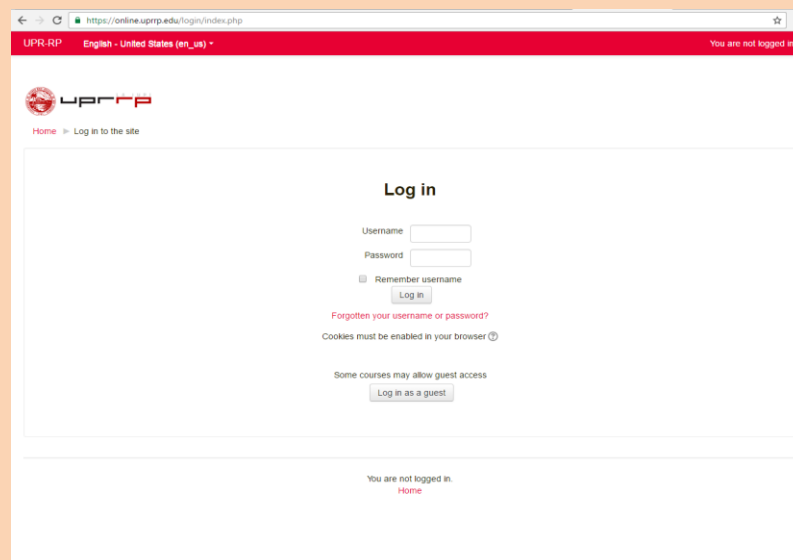 https://online.uprrp.edu/login/index.php
UPR-RP English - United States (en_us)
You are not logged in
uprrp
Home Log in to the site
Log in
Username
Password
Remember username
Log in
Forgotten your username or password?
Cookies must be enabled in your browser
Some courses may allow guest access
Log in as a guest
You are not logged in.
Home